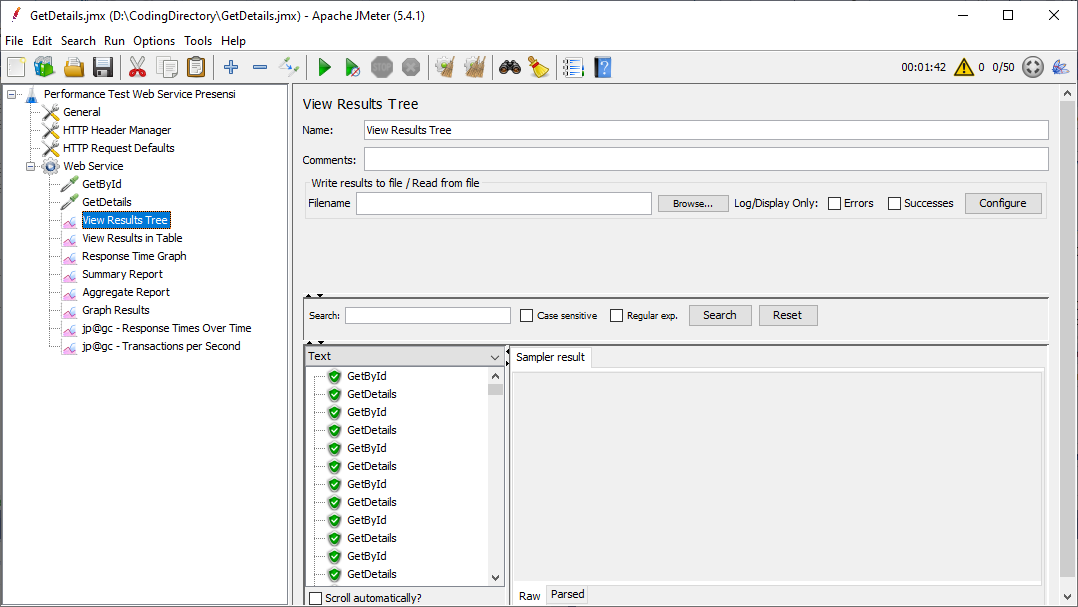 GetDetails.jmx (D:\CodingDirectory\GetDetails.jmx) - Apache JMeter (5.4.1)
File Edit Search Run Options Tools Help
STOP
00:01:42 0 0/50
?
Performance Test Web Service Presensi
General
HTTP Header Manager
HTTP Request Defaults
Web Service
GetById
GetDetails
View Results Tree
View Results in Table
Response Time Graph
Summary Report
Aggregate Report
Graph Results
jp@gc - Response Times Over Time
jp@gc - Transactions per Second
View Results Tree
Name: View Results Tree
Comments:
Write results to file / Read from file
Filename Browse... Log/Display Only: Errors Successes Configure
Search: Case sensitive Regular exp. Search Reset
Text
GetById
GetDetails
GetById
GetDetails
GetById
GetDetails
GetById
GetDetails
GetById
GetDetails
GetById
GetDetails
Scroll automatically?
Sampler result
Raw Parsed